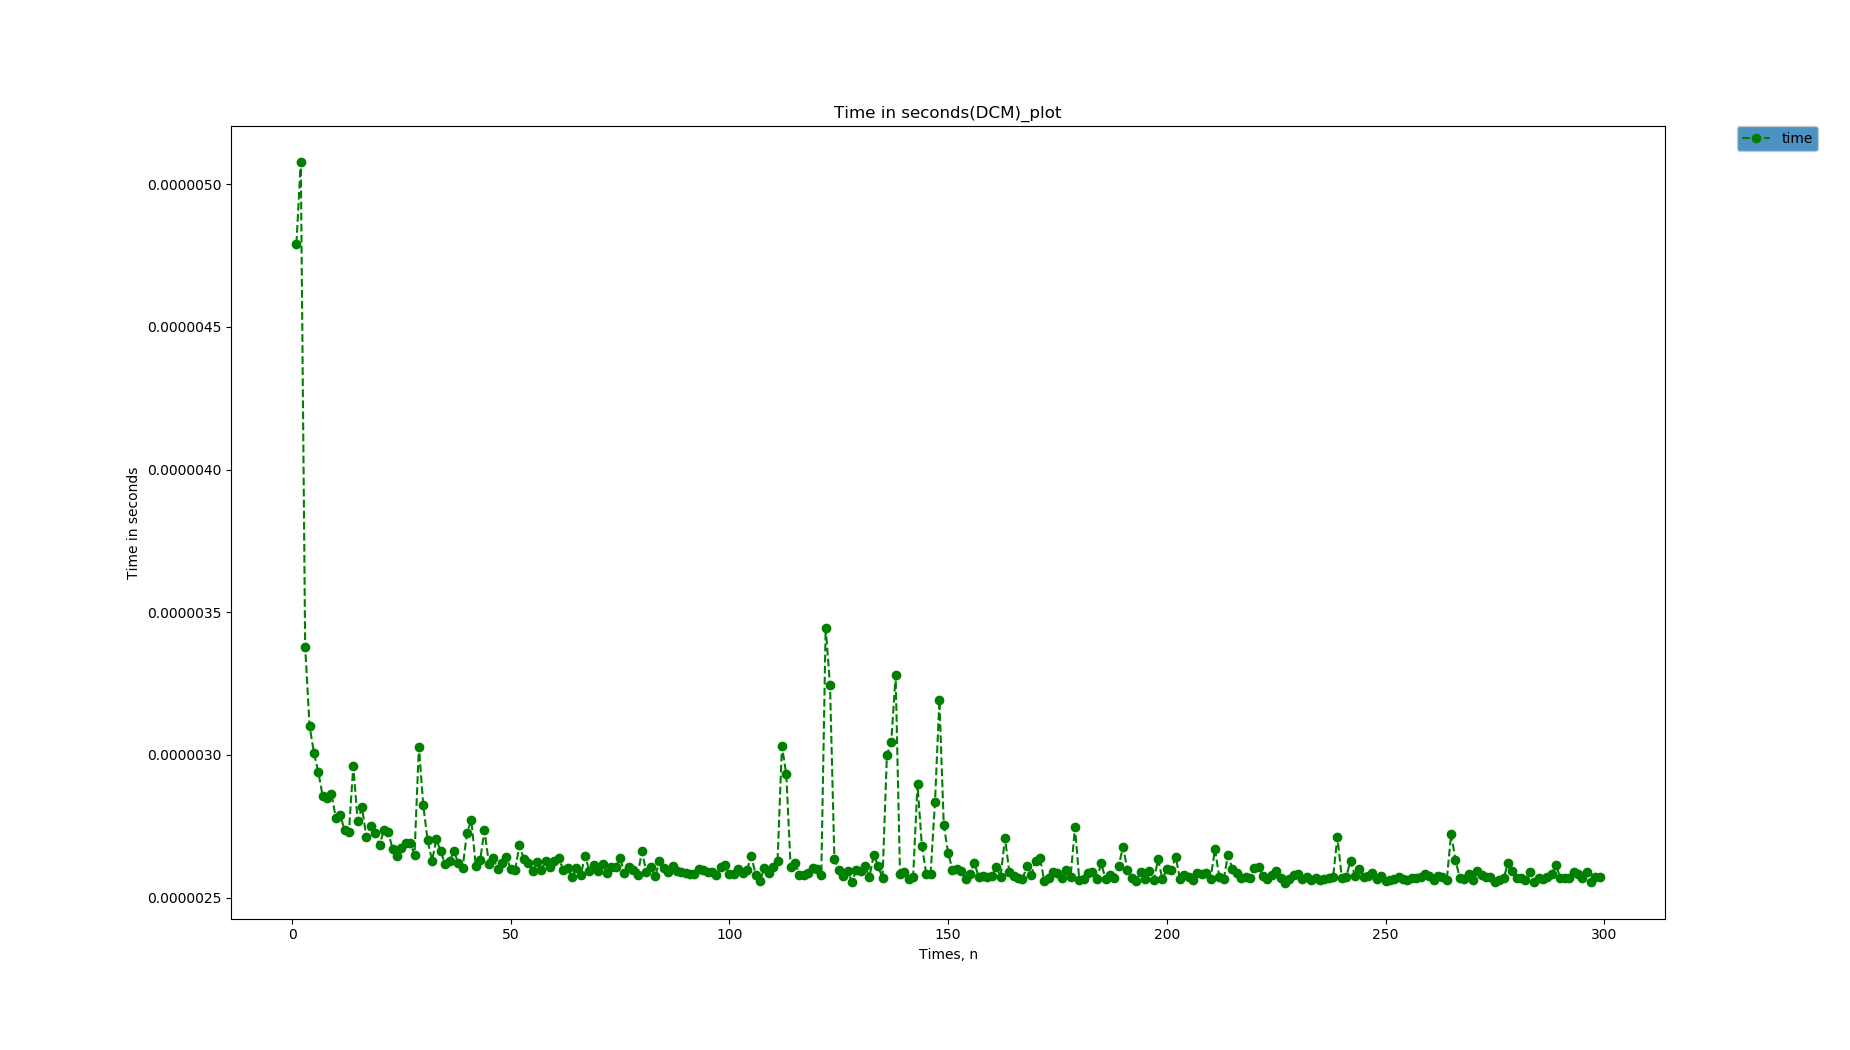 Time in seconds(DCM)_plot
time
0.0000050
0.0000045
0.0000040
0.0000035
0.0000030
0.0000025
Time in seconds
0 50 100 150 200 250 300
Times, n